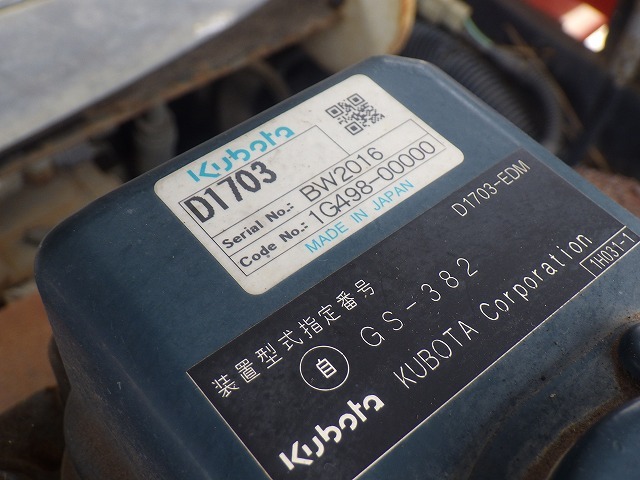 Kubota
D1703
Serial No.: BW2016
Code No.: 1G498-00000
MADE IN JAPAN
D1703-EDM
装置型式指定番号
自 GS-382
Kubota KUBOTA Corporation
1H031-1